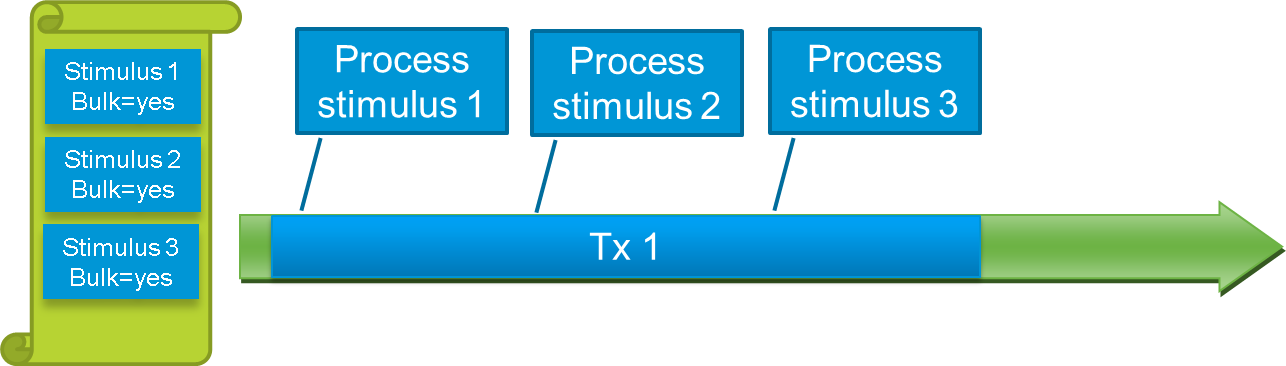 Stimulus 1
Bulk=yes
Stimulus 2
Bulk=yes
Stimulus 3
Bulk=yes
Process
stimulus 1
Process
stimulus 2
Process
stimulus 3
Tx 1